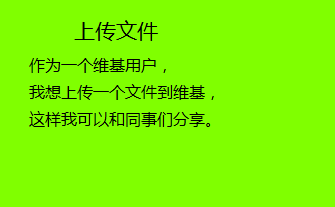 上传文件
作为一个维基用户，
我想上传一个文件到维基，
这样我可以和同事们分享。